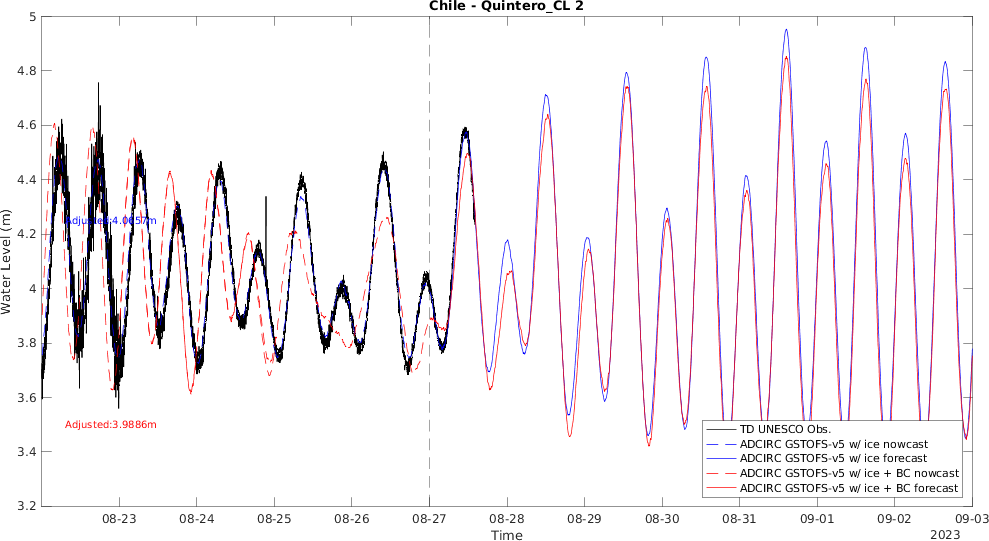 Chile - Quintero_CL 2
5
4.8
4.6
4.4
4.2
4
3.8
3.6
3.4
3.2
Water Level (m)
Adjusted:4.0657m
Adjusted:3.9886m
TD UNESCO Obs.
ADCIRC GSTOFS-v5 w/ ice nowcast
ADCIRC GSTOFS-v5 w/ ice forecast
ADCIRC GSTOFS-v5 w/ ice + BC nowcast
ADCIRC GSTOFS-v5 w/ ice + BC forecast
08-23 08-24 08-25 08-26 08-27 08-28 08-29 08-30 08-31 09-01 09-02 09-03
Time
2023